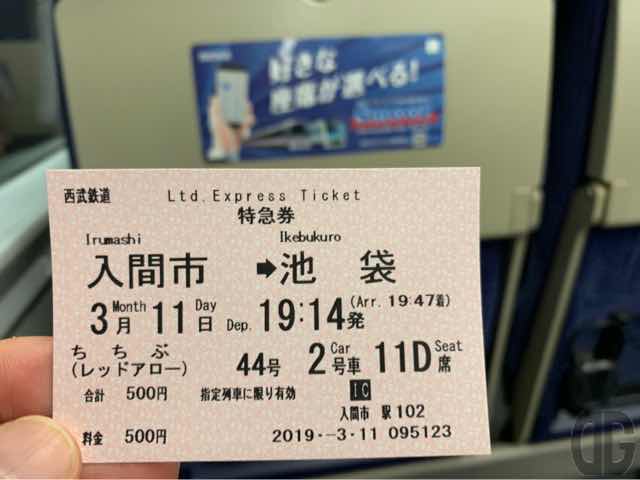 好きな
座席が選べる!
西武鉄道 Ltd.Express Ticket
特急券
Irumashi Ikebukuro
入間市 ➡ 池袋
3 Month 月 11 Day 日 Dep. 19:14 発 (Arr. 19:47着)
ちちぶ
(レッドアロー) 44号 2 Car 号車 11D Seat 席
合計 500円 指定列車に限り有効 IC
入間市 駅102
料金 500円 2019.-3.11 095123